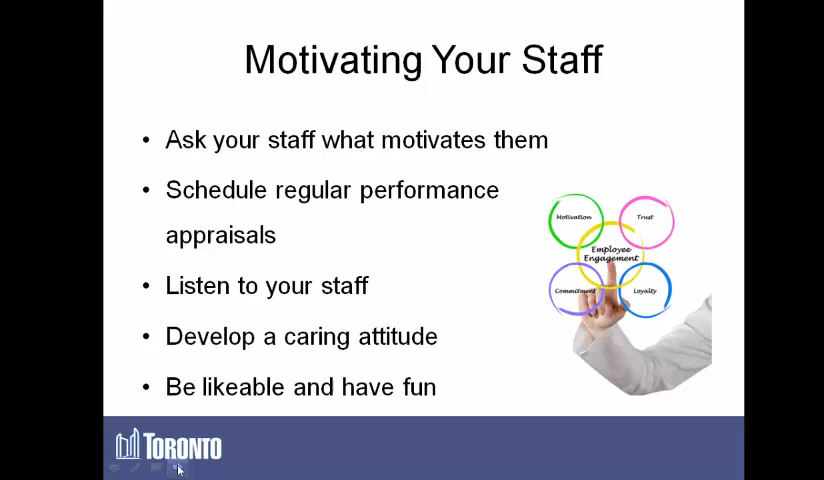 Motivating Your Staff
• Ask your staff what motivates them
• Schedule regular performance
appraisals
• Listen to your staff
• Develop a caring attitude
• Be likeable and have fun
Motivation
Trust
Employee
Engagement
Commitment
Loyalty
TORONTO